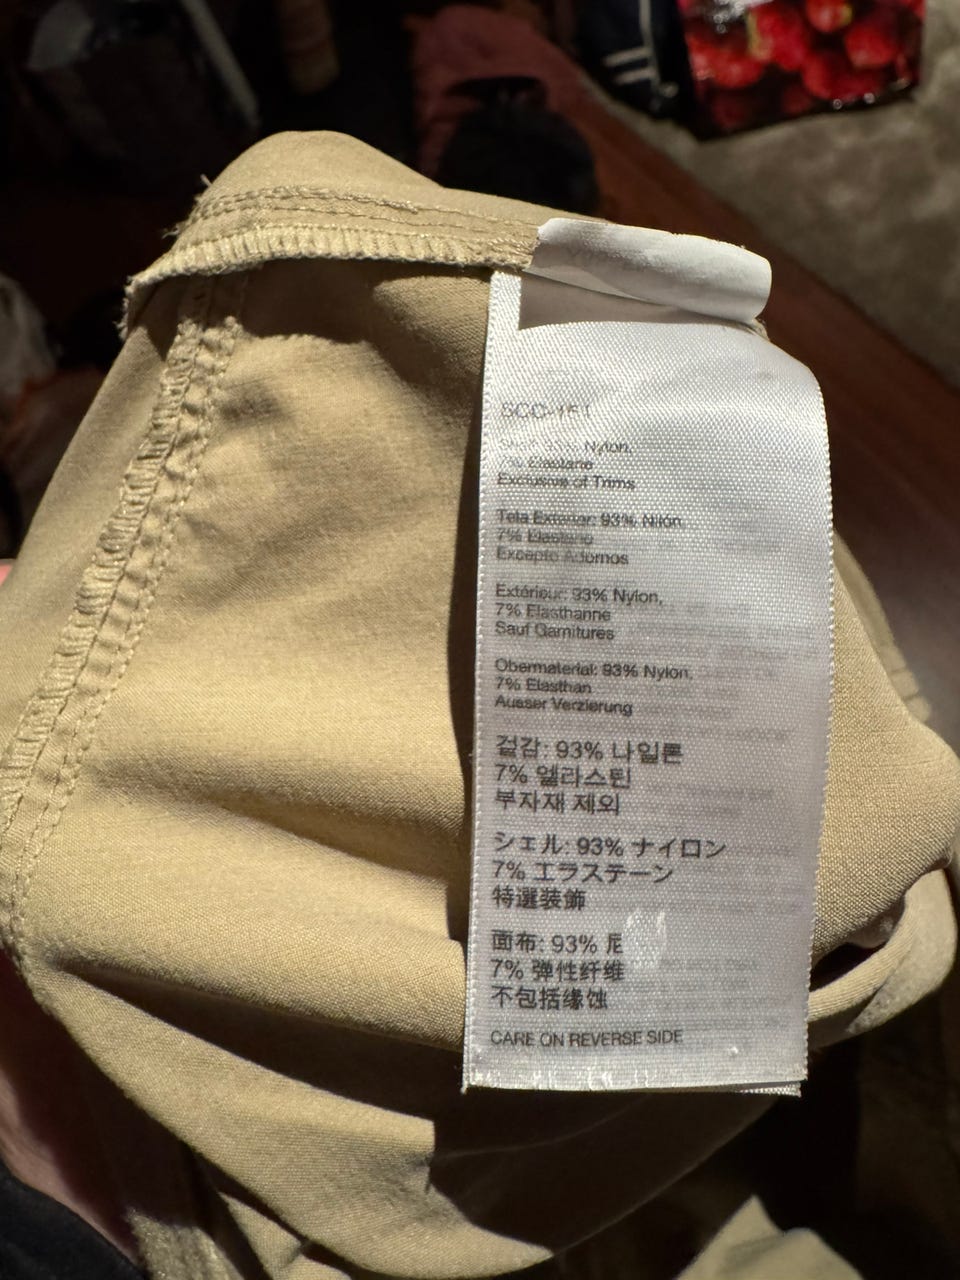 SCC-151
Shell: 93% Nylon,
7% Elastane
Exclusive of Trims
Tela Exterior: 93% Nilón
7% Elastano
Excepto Adornos
Extérieur: 93% Nylon,
7% Elasthanne
Sauf Garnitures
Obermaterial: 93% Nylon,
7% Elasthan
Ausser Verzierung
겉감: 93% 나일론
7% 엘라스틴
부자재 제외
シェル: 93% ナイロン
7% エラステーン
特選装飾
面布: 93% 尼
7% 弹性纤维
不包括缘蚀
CARE ON REVERSE SIDE